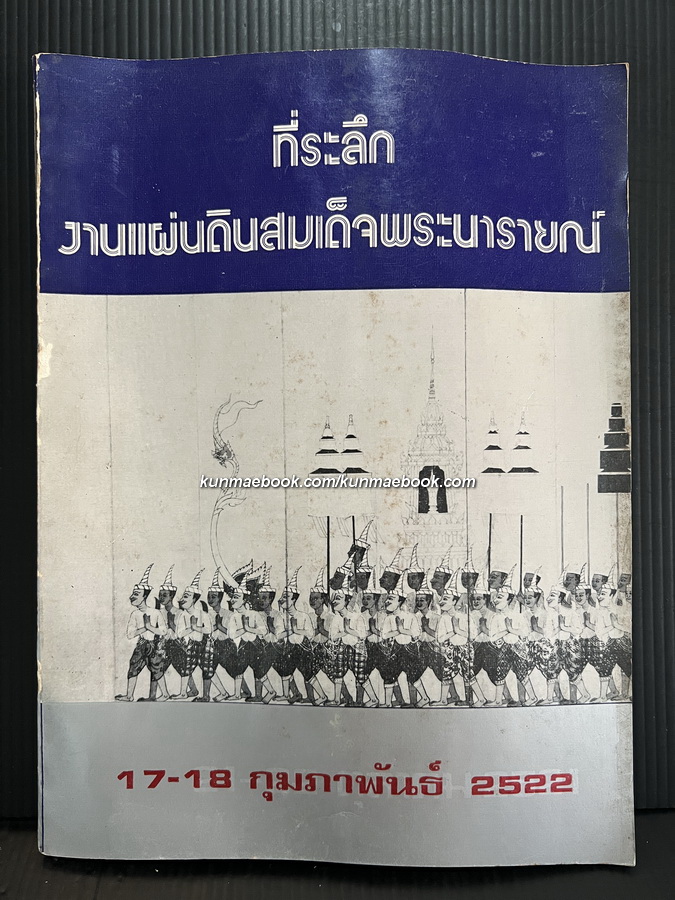 ที่ระลึก
งานแผ่นดินสมเด็จพระนารายณ์
kunmaebook.com/kunmaebook.com
17-18 กุมภาพันธ์ 2522